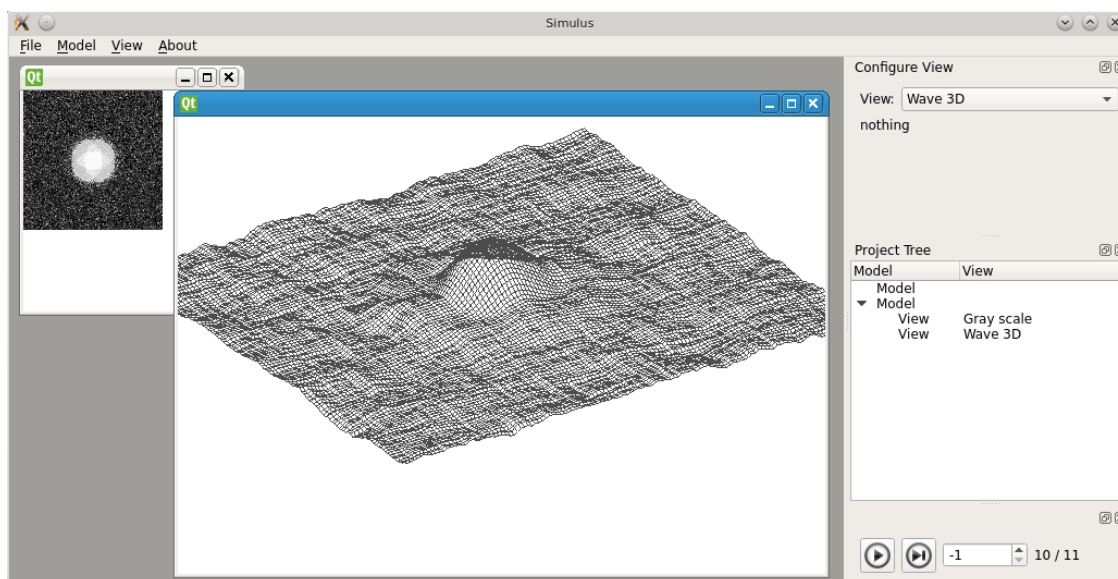 Simulus
File Model View About
Qt
Qt
Configure View
View: Wave 3D
nothing
Project Tree
Model View
Model
Model
View Gray scale
View Wave 3D
-1 10 / 11